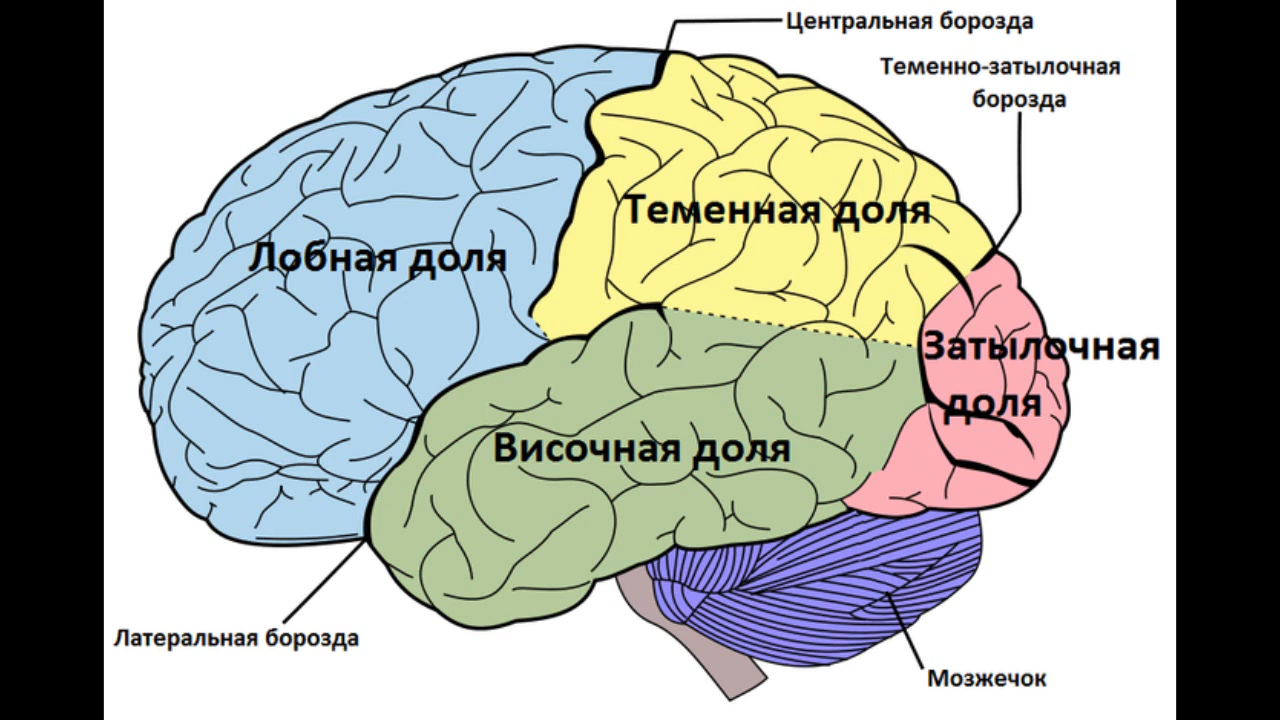 Центральная борозда
Теменно-затылочная
борозда
Теменная доля
Лобная доля
Затылочная
доля
Височная доля
Латеральная борозда
Мозжечок